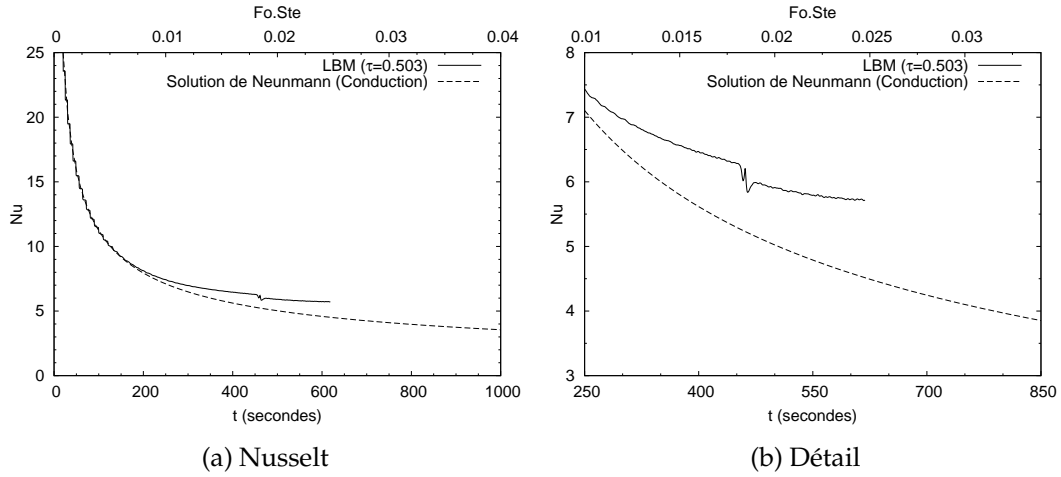 Fo.Ste
0 0.01 0.02 0.03 0.04
25
20
15
10
5
0
Nu
LBM (τ=0.503)
Solution de Neunmann (Conduction)
0 200 400 600 800 1000
t (secondes)
(a) Nusselt
Fo.Ste
0.01 0.015 0.018 0.02 0.025 0.03
8
7
6
5
4
3
Nu
LBM (τ=0.503)
Solution de Neunmann (Conduction)
250 400 550 700 850
t (secondes)
(b) Détail